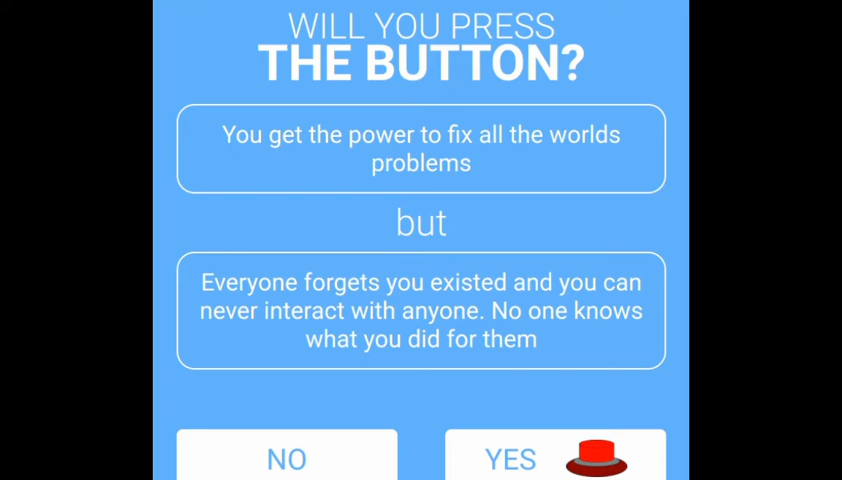 WILL YOU PRESS
THE BUTTON?
You get the power to fix all the worlds
problems
but
Everyone forgets you existed and you can
never interact with anyone. No one knows
what you did for them
NO
YES